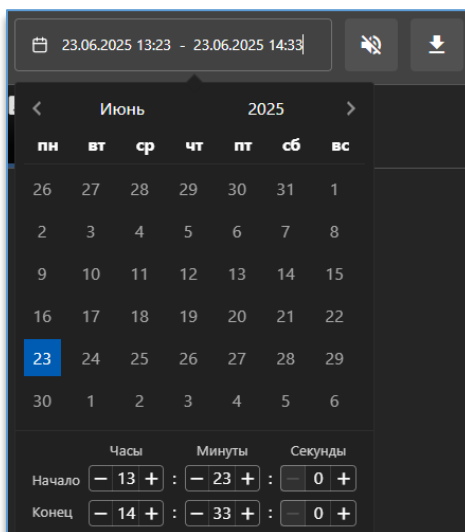 23.06.2025 13:23 - 23.06.2025 14:33
Июнь 2025
пн вт ср чт пт сб вс
26 27 28 29 30 31 1
2 3 4 5 6 7 8
9 10 11 12 13 14 15
16 17 18 19 20 21 22
23 24 25 26 27 28 29
30 1 2 3 4 5 6
Часы Минуты Секунды
Начало − 13 + : − 23 + : − 0 +
Конец − 14 + : − 33 + : − 0 +